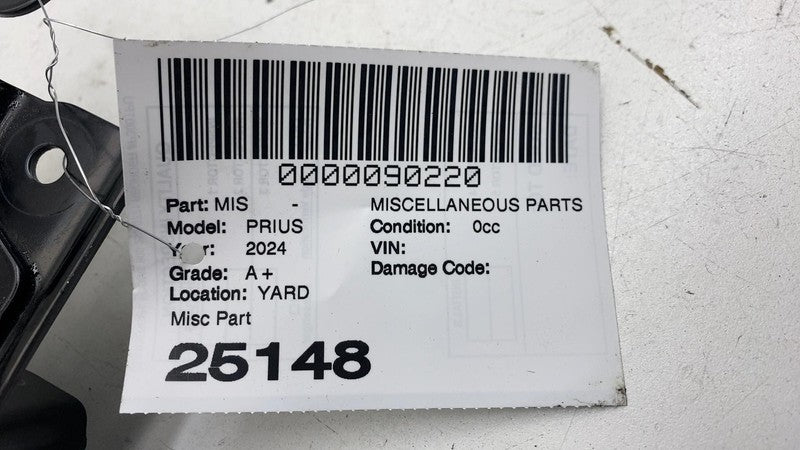 0000090220
Part: MIS - MISCELLANEOUS PARTS
Model: PRIUS Condition: 0cc
Year: 2024 VIN:
Grade: A+ Damage Code:
Location: YARD
Misc Part
25148